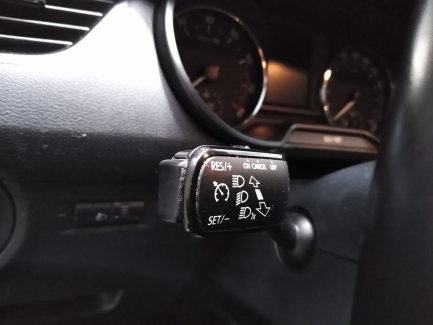 RES/+ ON CANCEL OFF
SET/-